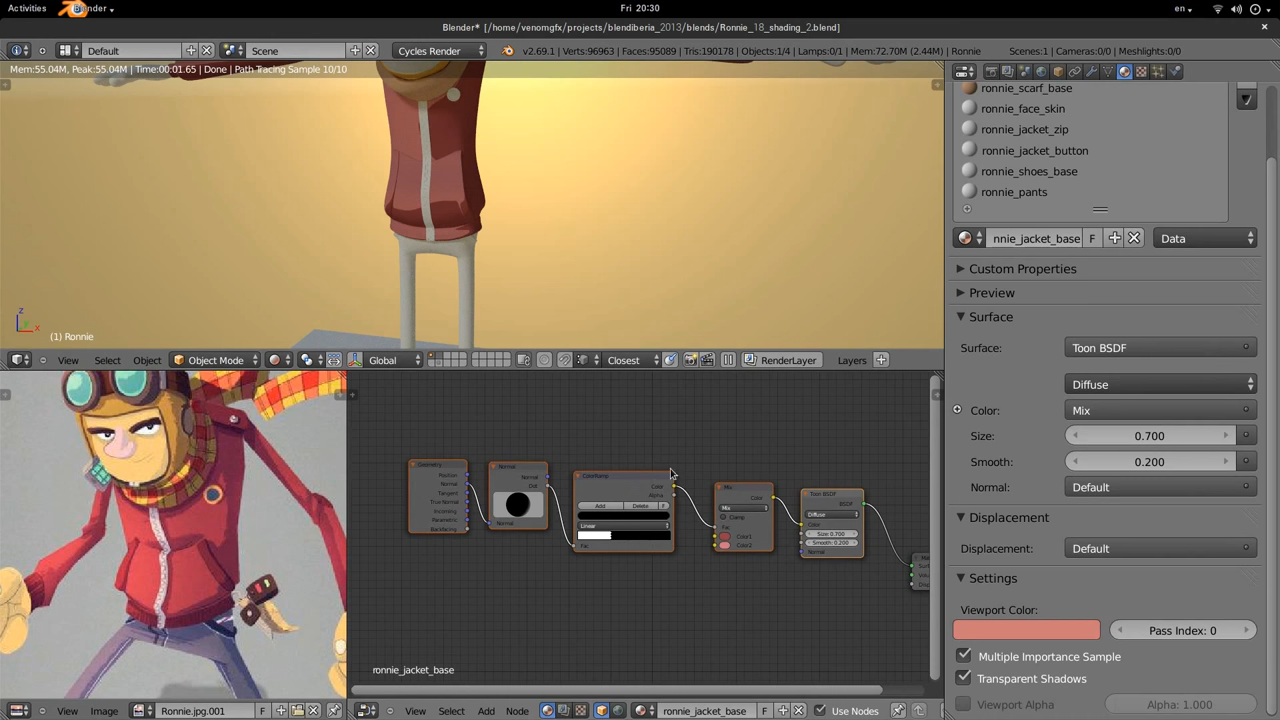 Activities Blender Fri 20:30 en
Blender* [/home/venomgfx/projects/blendiberia_2013/blends/Ronnie_18_shading_2.blend]
Default Scene Cycles Render v2.69.1 | Verts:96963 | Faces:95089 | Tris:190178 | Objects:1/4 | Lamps:0/1 | Mem:72.70M (2.44M) | Ronnie Scenes:1 | Cameras:0/0 | Meshlights:0/0
Mem:55.04M, Peak:55.04M | Time:00:01.65 | Done | Path Tracing Sample 10/10
ronnie_scarf_base
ronnie_face_skin
ronnie_jacket_zip
ronnie_jacket_button
ronnie_shoes_base
ronnie_pants
nnie_jacket_base F Data
Custom Properties
Preview
Surface
Surface: Toon BSDF
Diffuse
Color: Mix
Size: 0.700
Smooth: 0.200
Normal: Default
Displacement
Displacement: Default
Settings
Viewport Color:
Pass Index: 0
Multiple Importance Sample
Transparent Shadows
Viewport Alpha Alpha: 1.000
z
x
(1) Ronnie
View Select Object Object Mode Global Closest RenderLayer Layers
Geometry
Position
Normal
Tangent
True Normal
Incoming
Parametric
Backfacing
Normal
Normal
Dot
Normal
ColorRamp
Color
Alpha
Add Delete F
Linear
Fac
Mix
Color
Mix
Clamp
Fac
Color1
Color2
Toon BSDF
BSDF
Diffuse
Color
Size: 0.700
Smooth: 0.200
Normal
ronnie_jacket_base
View Image Ronnie.jpg.001 F
View Select Add Node ronnie_jacket_base F Use Nodes